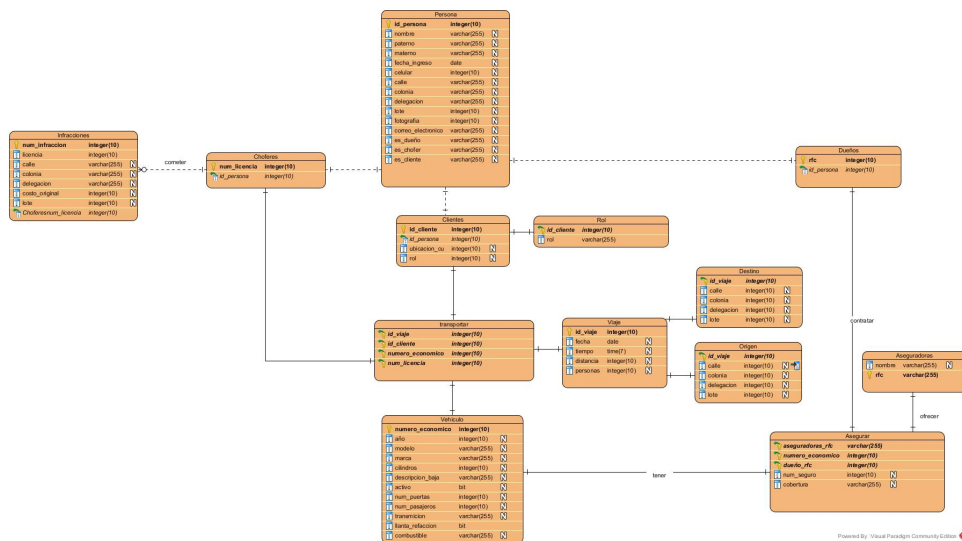 Persona
id_persona integer(10)
nombre varchar(255) N
paterno varchar(255) N
materno varchar(255) N
fecha_ingreso date N
celular integer(10) N
calle varchar(255) N
colonia varchar(255) N
delegacion varchar(255) N
lote integer(10) N
fotografia integer(10) N
correo_electronico varchar(255) N
es_dueño varchar(255) N
es_chofer varchar(255) N
es_cliente varchar(255) N
Infracciones
num_infraccion integer(10)
licencia integer(10)
calle varchar(255) N
colonia varchar(255) N
delegacion varchar(255) N
costo_original integer(10) N
lote integer(10) N
Choferesnum_licencia integer(10)
cometer
Choferes
num_licencia integer(10)
id_persona integer(10)
Dueños
rfc integer(10)
id_persona integer(10)
Clientes
id_cliente integer(10)
id_persona integer(10)
ubicacion_cu integer(10) N
rol integer(10) N
Rol
id_cliente integer(10)
rol varchar(255)
Destino
id_viaje integer(10)
calle integer(10) N
colonia integer(10) N
delegacion integer(10) N
lote integer(10) N
contratar
transportar
id_viaje integer(10)
id_cliente integer(10)
numero_economico integer(10)
num_licencia integer(10)
Viaje
id_viaje integer(10)
fecha date N
tiempo time(7) N
distancia integer(10) N
personas integer(10) N
Origen
id_viaje integer(10)
calle integer(10) N
colonia integer(10) N
delegacion integer(10) N
lote integer(10) N
Aseguradoras
nombre varchar(255) N
rfc varchar(255)
ofrecer
Vehículo
numero_economico integer(10)
año integer(10) N
modelo varchar(255) N
marca varchar(255) N
cilindros integer(10) N
descripcion_baja varchar(255) N
activo bit
num_puertas integer(10) N
num_pasajeros integer(10) N
transmicion varchar(255) N
llanta_refaccion bit
combustible varchar(255) N
tener
Asegurar
aseguradoras_rfc varchar(255)
numero_economico integer(10)
dueño_rfc integer(10)
num_seguro integer(10) N
cobertura varchar(255) N
Powered By Visual Paradigm Community Edition